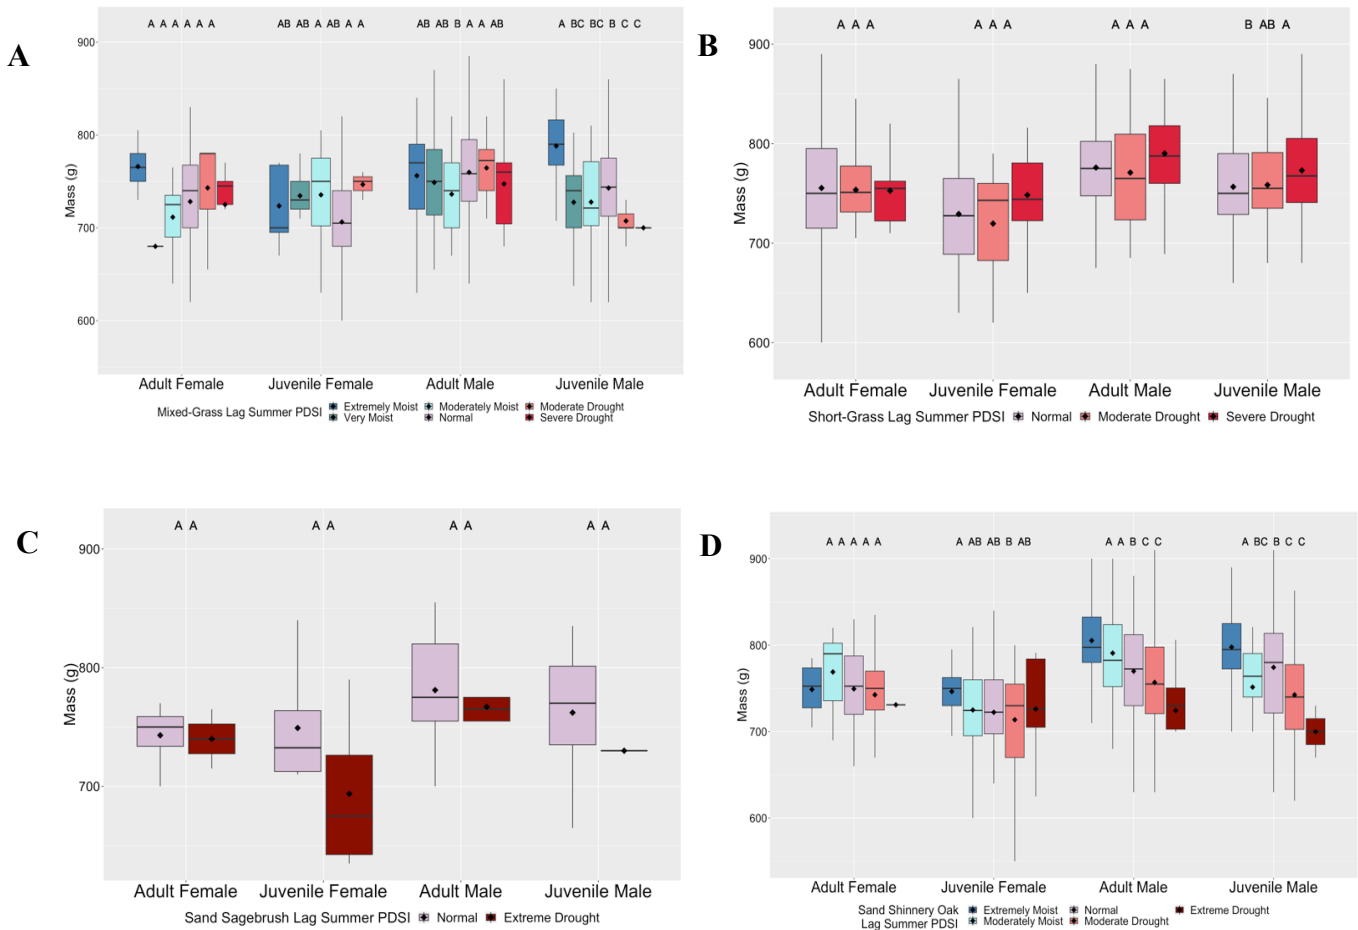 A
A A A A A A AB AB A AB A A AB AB B A A AB A BC BC B C C
900
800
700
600
Mass (g)
Adult Female Juvenile Female Adult Male Juvenile Male
Mixed-Grass Lag Summer PDSI Extremely Moist Moderately Moist Moderate Drought
Very Moist Normal Severe Drought
B
A A A A A A A A A B AB A
900
800
700
600
Mass (g)
Adult Female Juvenile Female Adult Male Juvenile Male
Short-Grass Lag Summer PDSI Normal Moderate Drought Severe Drought
C
A A A A A A A A
900
800
700
Mass (g)
Adult Female Juvenile Female Adult Male Juvenile Male
Sand Sagebrush Lag Summer PDSI Normal Extreme Drought
D
A A A A A A AB AB B AB A A B C C A BC B C C
900
800
700
600
Mass (g)
Adult Female Juvenile Female Adult Male Juvenile Male
Sand Shinnery Oak Extremely Moist Normal Extreme Drought
Lag Summer PDSI Moderately Moist Moderate Drought